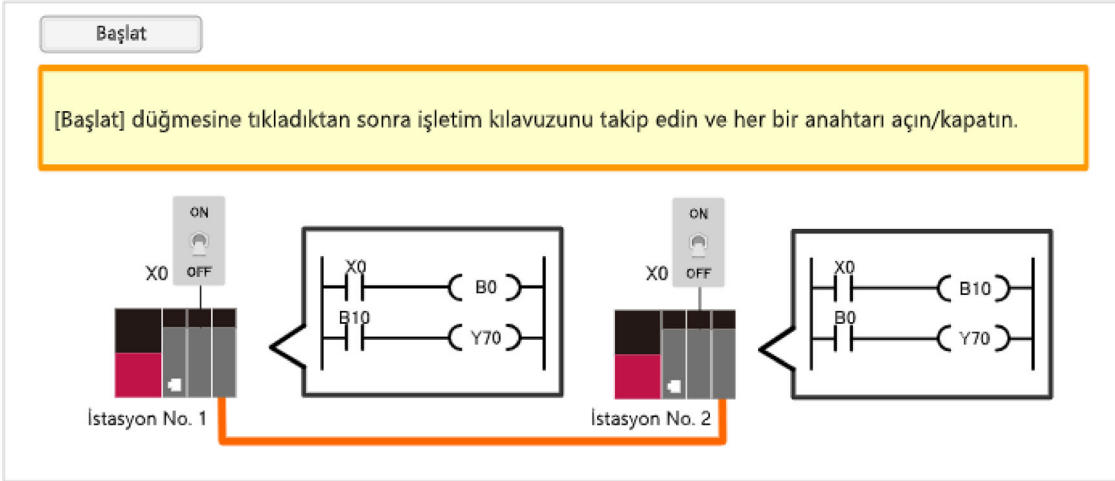 Başlat
[Başlat] düğmesine tıkladıktan sonra işletim kılavuzunu takip edin ve her bir anahtarı açın/kapatın.
ON
X0 OFF
X0
B0
B10
Y70
İstasyon No. 1
ON
X0 OFF
X0
B10
B0
Y70
İstasyon No. 2